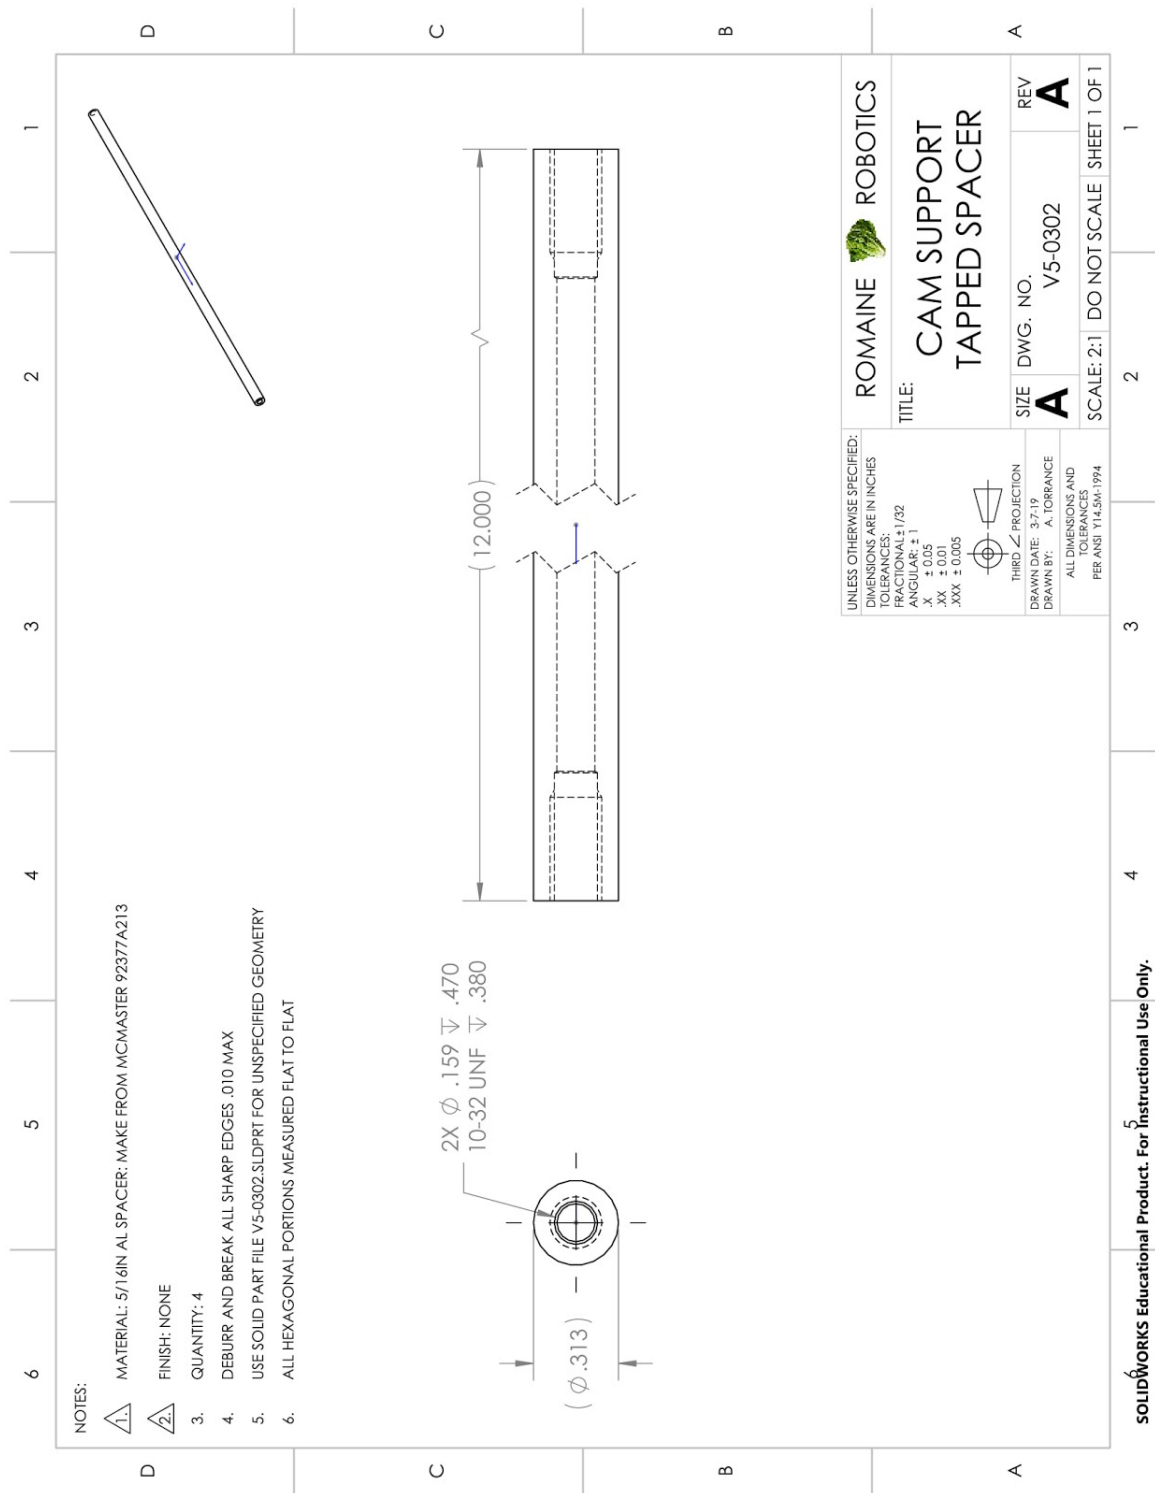 6
5
4
3
2
1
D
D
C
C
B
B
A
A
NOTES:
1. MATERIAL: 5/16IN AL SPACER: MAKE FROM MCMASTER 92377A213
2. FINISH: NONE
3. QUANTITY: 4
4. DEBURR AND BREAK ALL SHARP EDGES .010 MAX
5. USE SOLID PART FILE V5-0302.SLDPRT FOR UNSPECIFIED GEOMETRY
6. ALL HEXAGONAL PORTIONS MEASURED FLAT TO FLAT
2X ∅ .159 ↧ .470
10-32 UNF ↧ .380
(12.000)
(∅.313)
UNLESS OTHERWISE SPECIFIED:
DIMENSIONS ARE IN INCHES
TOLERANCES:
FRACTIONAL ± 1/32
ANGULAR: ± 1
.X ± 0.05
.XX ± 0.01
.XXX ± 0.005
THIRD ∠ PROJECTION
DRAWN DATE: 3-7-19
DRAWN BY: A. TORRANCE
ALL DIMENSIONS AND
TOLERANCES
PER ANSI Y14.5M-1994
ROMAINE ROBOTICS
TITLE:
CAM SUPPORT
TAPPED SPACER
SIZE
A
DWG. NO.
V5-0302
REV
A
SCALE: 2:1
DO NOT SCALE
SHEET 1 OF 1
6
5
4
3
2
1
SOLIDWORKS Educational Product. For Instructional Use Only.